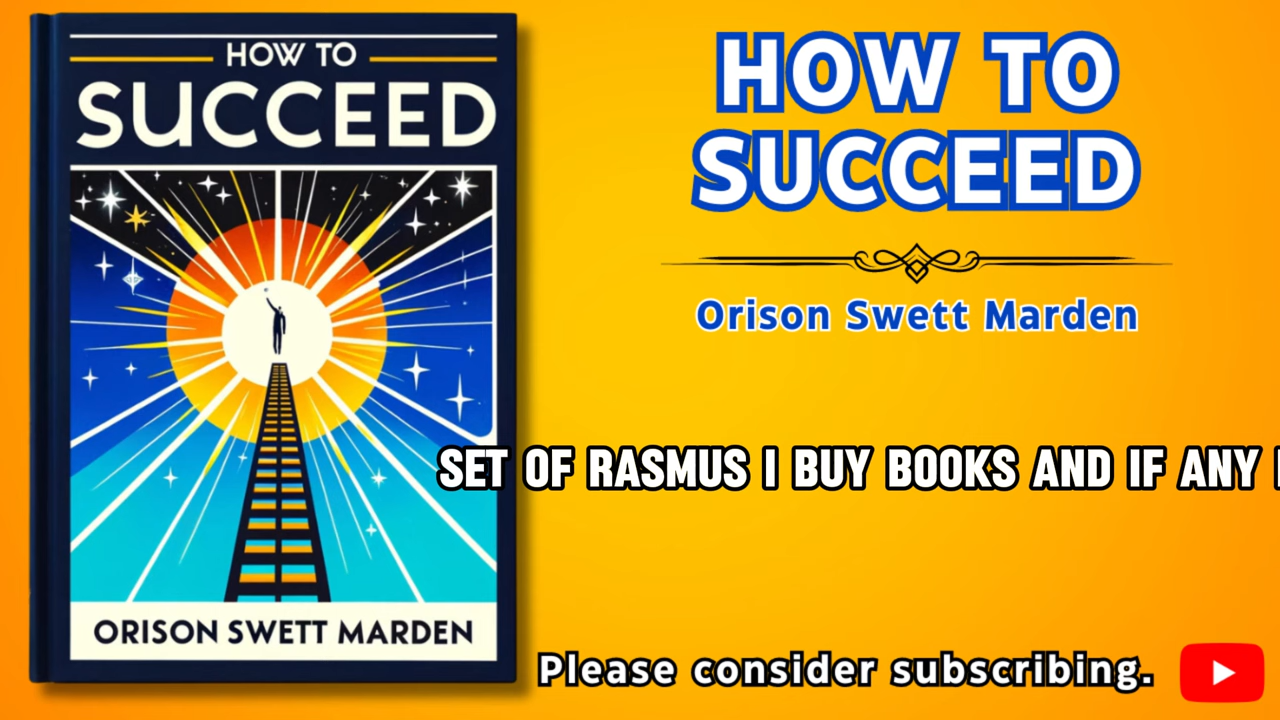 HOW TO
SUCCEED
ORISON SWETT MARDEN
HOW TO
SUCCEED
Orison Swett Marden
SET OF RASMUS I BUY BOOKS AND IF ANY
Please consider subscribing.